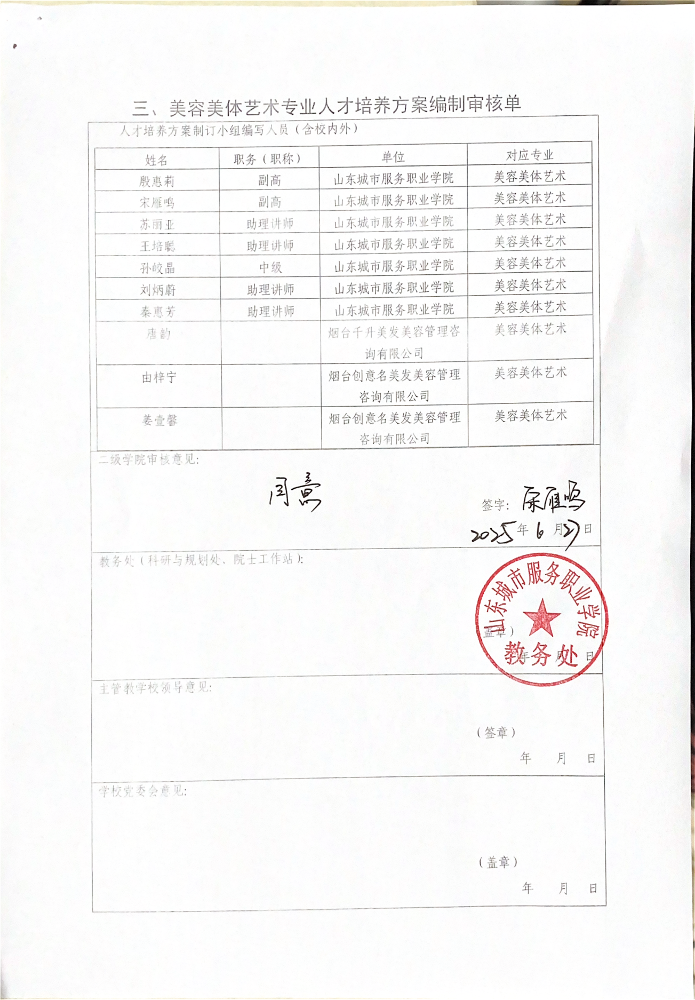 三、美容美体艺术专业人才培养方案编制审核单
人才培养方案制订小组编写人员（含校内外）
姓名 职务（职称） 单位 对应专业
殷惠莉 副高 山东城市服务职业学院 美容美体艺术
宋雁鸣 副高 山东城市服务职业学院 美容美体艺术
苏丽亚 助理讲师 山东城市服务职业学院 美容美体艺术
王培聪 助理讲师 山东城市服务职业学院 美容美体艺术
孙皎晶 中级 山东城市服务职业学院 美容美体艺术
刘炳蔚 助理讲师 山东城市服务职业学院 美容美体艺术
秦惠芳 助理讲师 山东城市服务职业学院 美容美体艺术
唐韵 烟台千升美发美容管理咨 美容美体艺术
询有限公司
由梓宁 烟台创意名美发美容管理 美容美体艺术
咨询有限公司
姜壹馨 烟台创意名美发美容管理 美容美体艺术
咨询有限公司
二级学院审核意见：
同意
签字：宋雁鸣
2025年6月27日
教务处（科研与规划处、院士工作站）：
山东城市服务职业学院
盖章）
教务处
年 月 日
主管教学校领导意见：
（签章）
年 月 日
学校党委会意见：
（盖章）
年 月 日